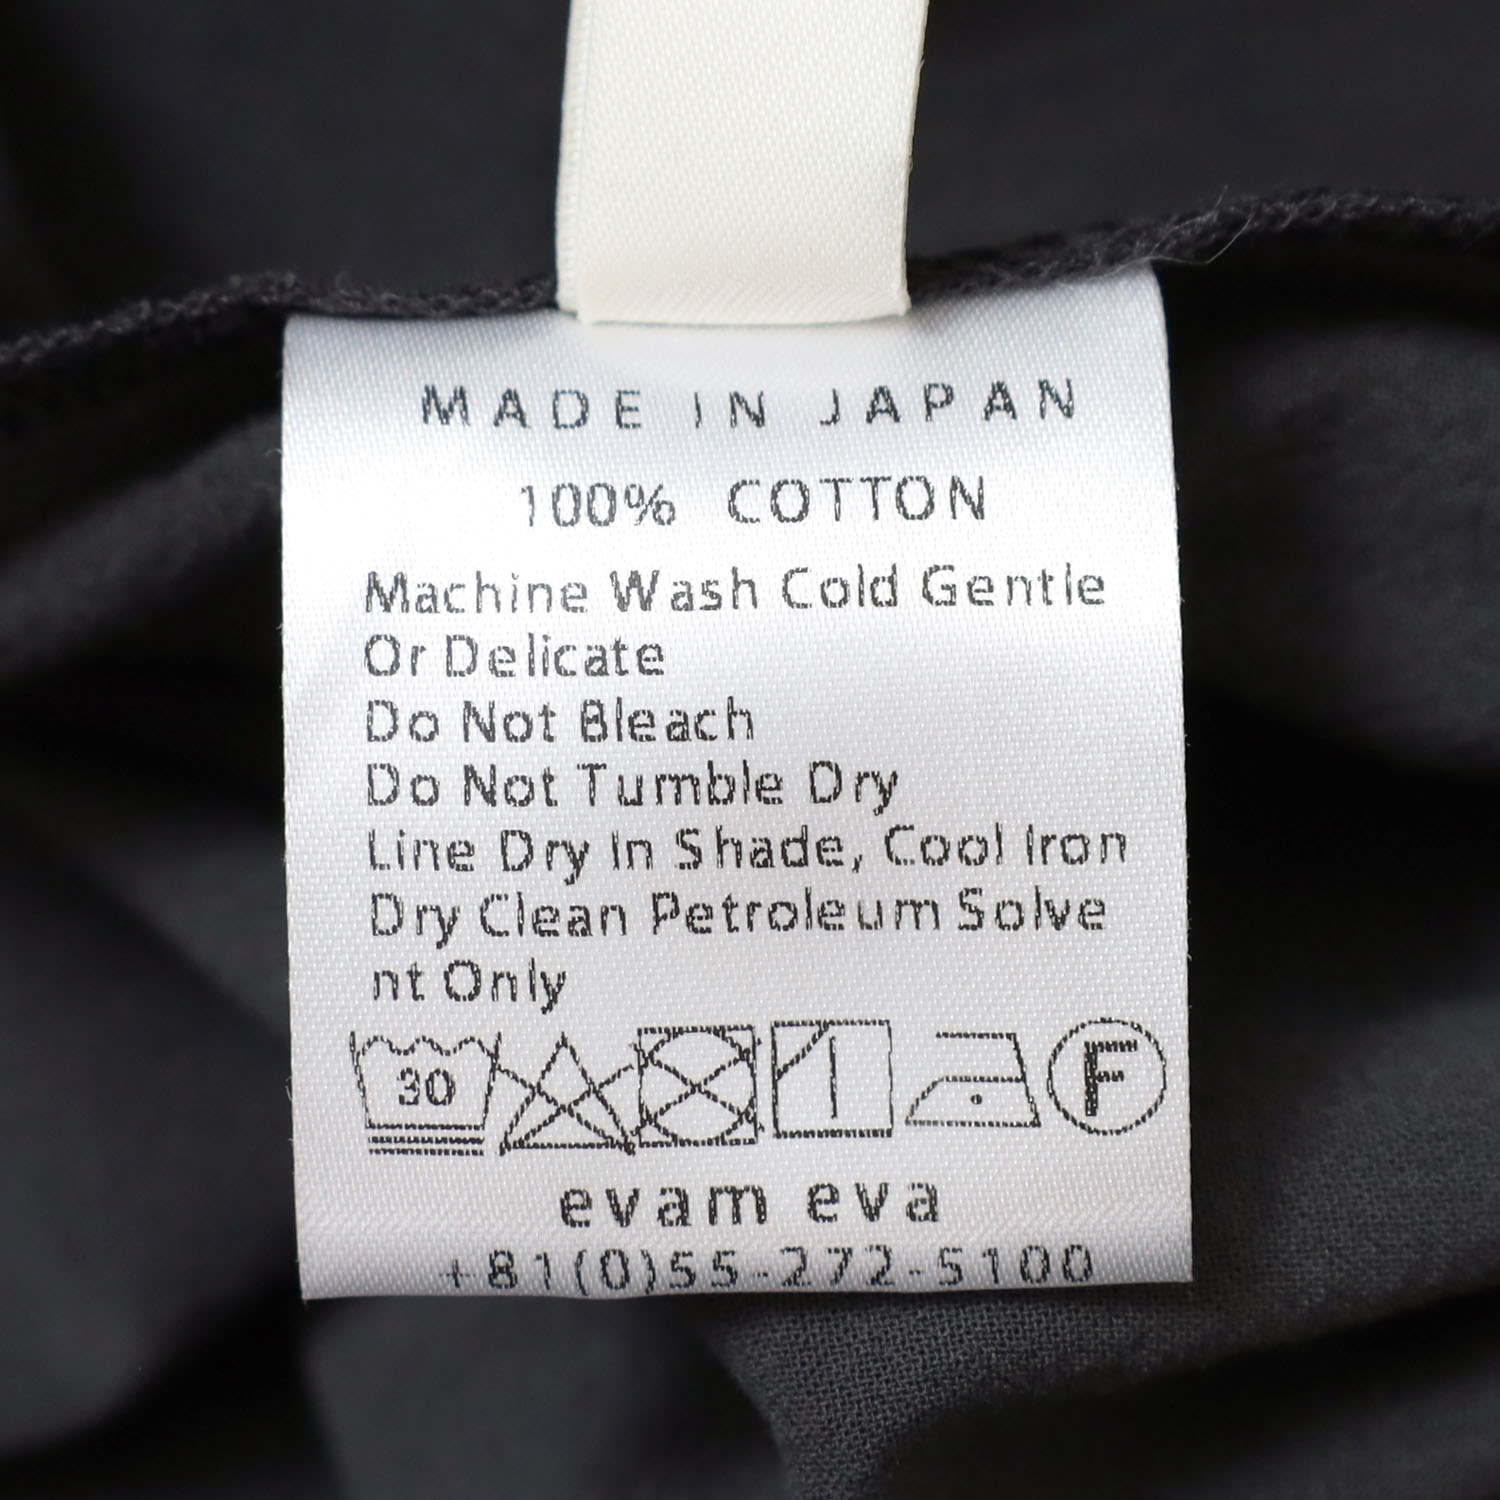 MADE IN JAPAN
100% COTTON
Machine Wash Cold Gentle
Or Delicate
Do Not Bleach
Do Not Tumble Dry
Line Dry In Shade, Cool Iron
Dry Clean Petroleum Solve
nt Only
30 F
evam eva
+81(0)55-272-5100